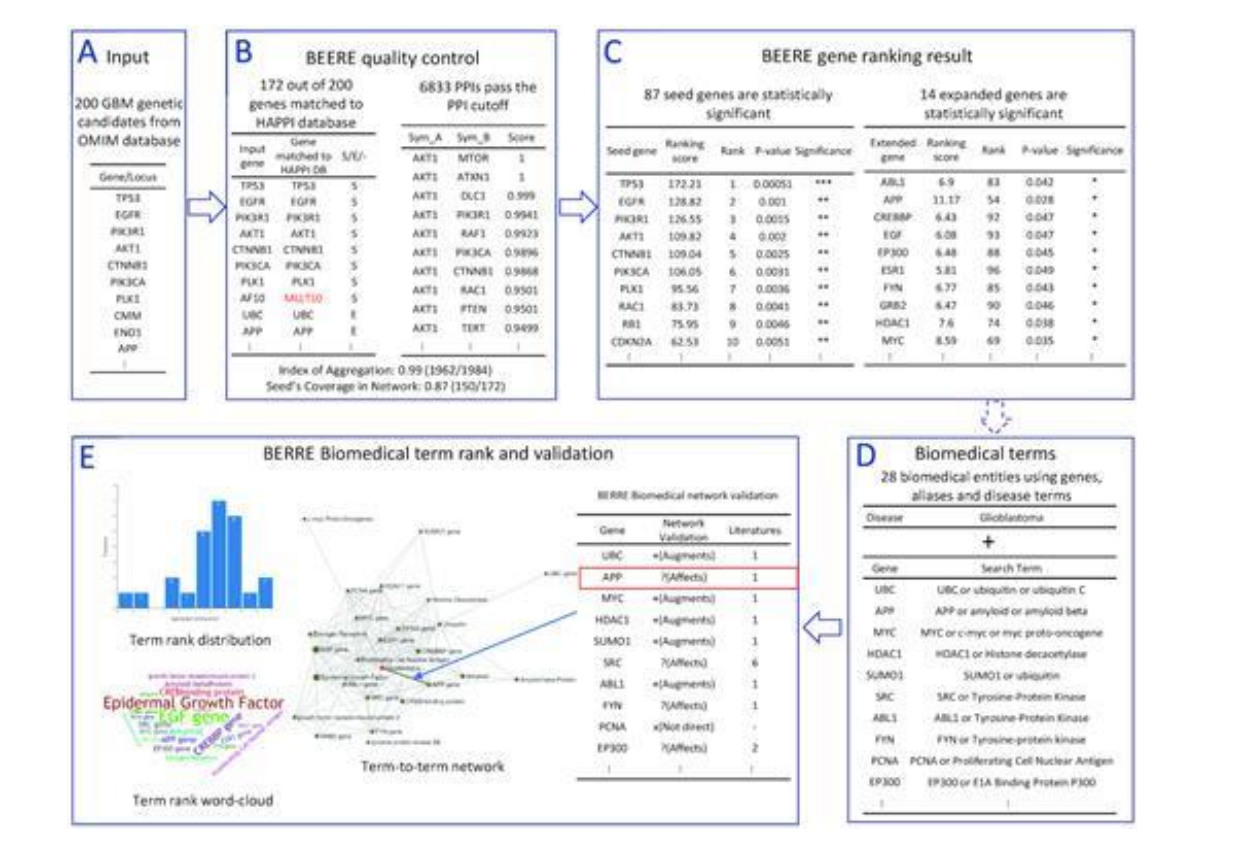 A Input
200 GBM genetic
candidates from
OMIM database
Gene/Locus
TP53
EGFR
PIK3R1
AKT1
CTNNB1
PIK3CA
PLK1
CMM
ENO1
APP
B BEERE quality control
172 out of 200
genes matched to
HAPPI database
Input gene Gene matched to HAPPI DB S/E/-
TP53 TP53 S
EGFR EGFR S
PIK3R1 PIK3R1 S
AKT1 AKT1 S
CTNNB1 CTNNB1 S
PIK3CA PIK3CA S
PLK1 PLK1 S
AF10 MLLT10 S
UBC UBC E
APP APP E
6833 PPIs pass the
PPI cutoff
Sym_A Sym_B Score
AKT1 MTOR 1
AKT1 ATXN1 1
AKT1 DLC1 0.999
AKT1 PIK3R1 0.9941
AKT1 RAF1 0.9923
AKT1 PIK3CA 0.9896
AKT1 CTNNB1 0.9868
AKT1 RAC1 0.9501
AKT1 PTEN 0.9501
AKT1 TERT 0.9499
Index of Aggregation: 0.99 (1962/1984)
Seed's Coverage in Network: 0.87 (150/172)
C BEERE gene ranking result
87 seed genes are statistically
significant
Seed gene Ranking score Rank P-value Significance
TP53 172.21 1 0.00051 ***
EGFR 128.82 2 0.001 **
PIK3R1 126.55 3 0.0015 **
AKT1 109.82 4 0.002 **
CTNNB1 109.04 5 0.0025 **
PIK3CA 106.05 6 0.0031 **
PLK1 95.56 7 0.0036 **
RAC1 83.73 8 0.0041 **
RB1 75.95 9 0.0046 **
CDKN2A 62.53 10 0.0051 **
14 expanded genes are
statistically significant
Extended gene Ranking score Rank P-value Significance
ABL1 6.9 83 0.042 *
APP 11.17 54 0.028 *
CREBBP 6.43 92 0.047 *
EGF 6.08 93 0.047 *
EP300 6.48 88 0.045 *
ESR1 5.81 96 0.049 *
FYN 6.77 85 0.043 *
GRB2 6.47 90 0.046 *
HDAC1 7.6 74 0.038 *
MYC 8.59 69 0.035 *
D Biomedical terms
28 biomedical entities using genes,
aliases and disease terms
Disease Glioblastoma
+
Gene Search Term
UBC UBC or ubiquitin or ubiquitin C
APP APP or amyloid or amyloid beta
MYC MYC or c-myc or myc proto-oncogene
HDAC1 HDAC1 or Histone decacetylase
SUMO1 SUMO1 or ubiquitin
SRC SRC or Tyrosine-Protein Kinase
ABL1 ABL1 or Tyrosine-Protein Kinase
FYN FYN or Tyrosine-protein kinase
PCNA PCNA or Proliferating Cell Nuclear Antigen
EP300 EP300 or E1A Binding Protein P300
E BERRE Biomedical term rank and validation
Term rank distribution
Epidermal Growth Factor
EGF gene
CREBBP gene
Term rank word-cloud
Term-to-term network
BERRE Biomedical network validation
Gene Network Validation Literatures
UBC +(Augments) 1
APP ?(Affects) 1
MYC +(Augments) 1
HDAC1 +(Augments) 1
SUMO1 +(Augments) 1
SRC ?(Affects) 6
ABL1 +(Augments) 1
FYN ?(Augments) 1
PCNA x(Not direct) -
EP300 ?(Affects) 2